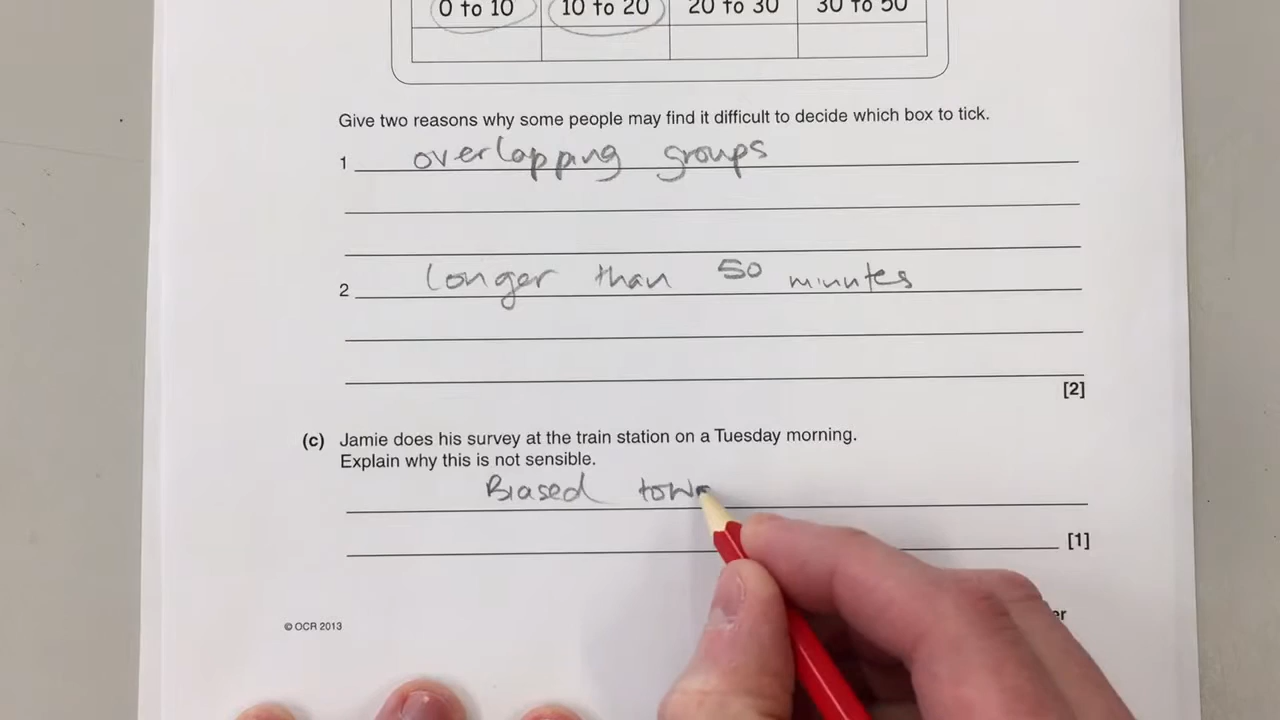 0 to 10 10 to 20 20 to 30 30 to 50
Give two reasons why some people may find it difficult to decide which box to tick.
1 overlapping groups
2 longer than 50 minutes
[2]
(c) Jamie does his survey at the train station on a Tuesday morning.
Explain why this is not sensible.
Biased towa
[1]
© OCR 2013
er